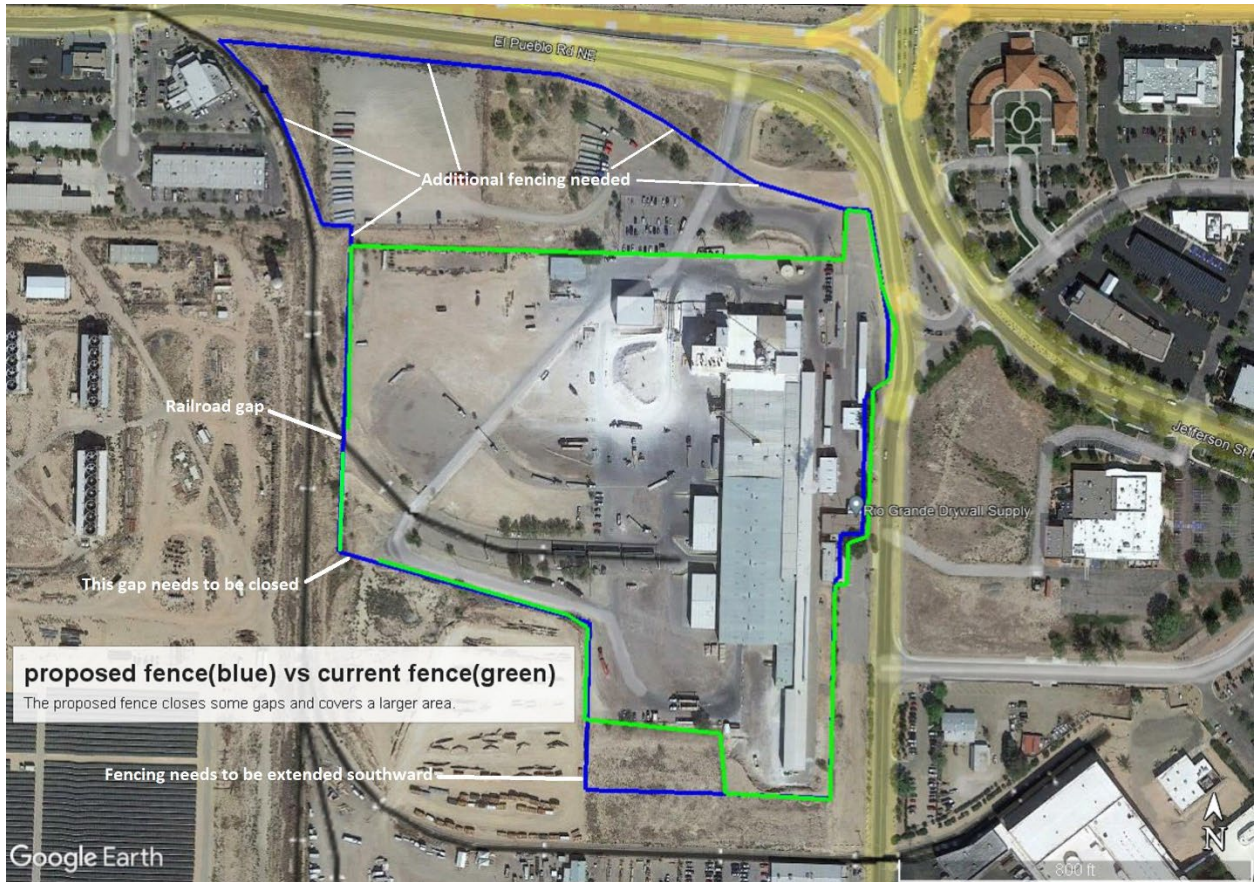 El Pueblo Rd NE
Additional fencing needed
Railroad gap
Jefferson St
Rio Grande Drywall Supply
This gap needs to be closed
proposed fence(blue) vs current fence(green)
The proposed fence closes some gaps and covers a larger area.
Fencing needs to be extended southward
N
Google Earth
800 ft